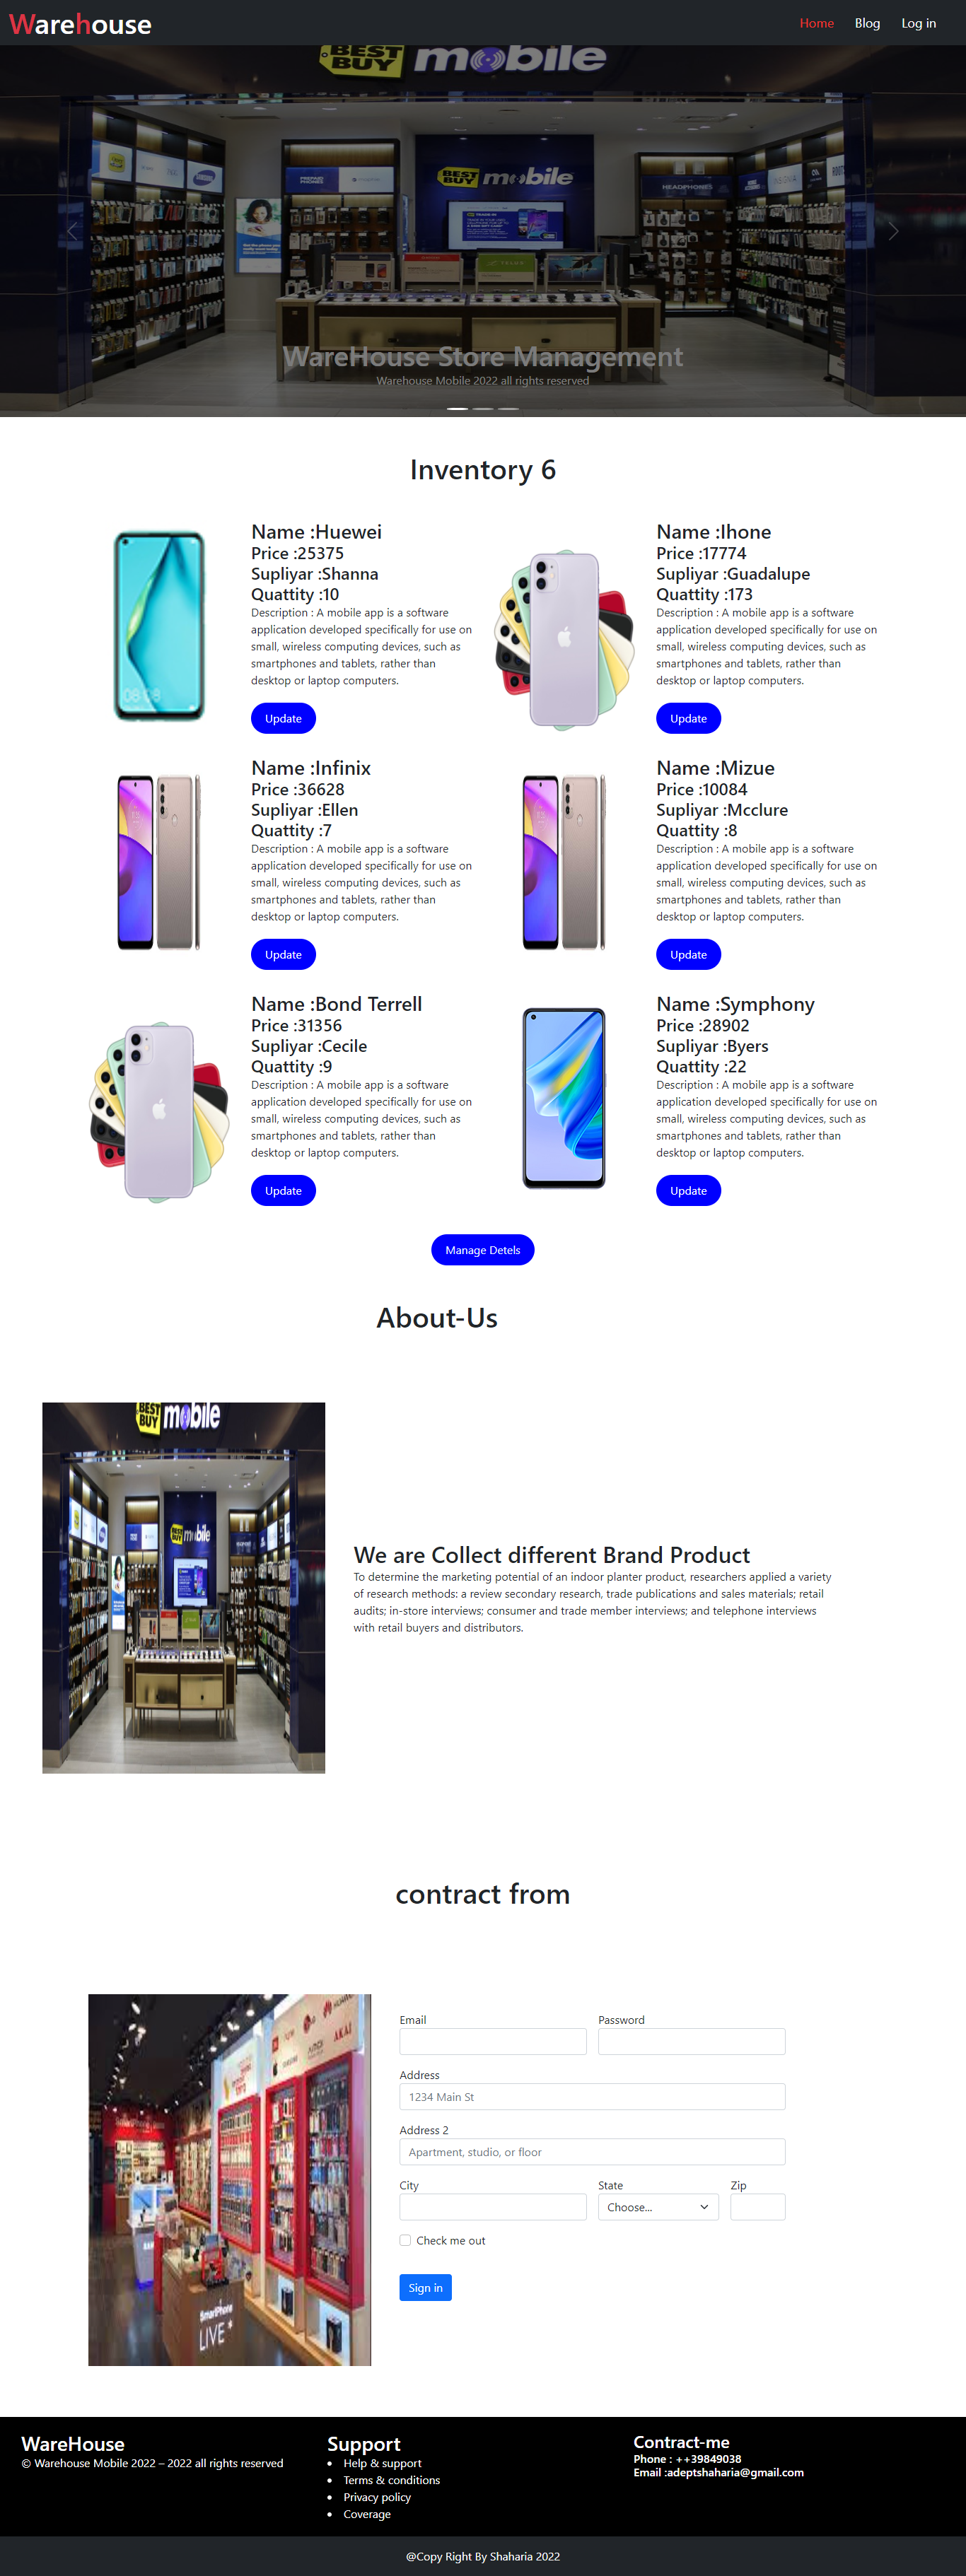 Warehouse
Home Blog Log in
BEST BUY mobile
PREPAID PHONES
SAMSUNG
BEST BUY mobile
HEADPHONES
INSIGNIA
WareHouse Store Management
Warehouse Mobile 2022 all rights reserved
Inventory 6
Name :Huewei
Price :25375
Supliyar :Shanna
Quattity :10
Description : A mobile app is a software
application developed specifically for use on
small, wireless computing devices, such as
smartphones and tablets, rather than
desktop or laptop computers.
Update
Name :Ihone
Price :17774
Supliyar :Guadalupe
Quattity :173
Description : A mobile app is a software
application developed specifically for use on
small, wireless computing devices, such as
smartphones and tablets, rather than
desktop or laptop computers.
Update
Name :Infinix
Price :36628
Supliyar :Ellen
Quattity :7
Description : A mobile app is a software
application developed specifically for use on
small, wireless computing devices, such as
smartphones and tablets, rather than
desktop or laptop computers.
Update
Name :Mizue
Price :10084
Supliyar :Mcclure
Quattity :8
Description : A mobile app is a software
application developed specifically for use on
small, wireless computing devices, such as
smartphones and tablets, rather than
desktop or laptop computers.
Update
Name :Bond Terrell
Price :31356
Supliyar :Cecile
Quattity :9
Description : A mobile app is a software
application developed specifically for use on
small, wireless computing devices, such as
smartphones and tablets, rather than
desktop or laptop computers.
Update
Name :Symphony
Price :28902
Supliyar :Byers
Quattity :22
Description : A mobile app is a software
application developed specifically for use on
small, wireless computing devices, such as
smartphones and tablets, rather than
desktop or laptop computers.
Update
Manage Detels
About-Us
BEST BUY mobile
BEST BUY mobile
We are Collect different Brand Product
To determine the marketing potential of an indoor planter product, researchers applied a variety
of research methods: a review secondary research, trade publications and sales materials; retail
audits; in-store interviews; consumer and trade member interviews; and telephone interviews
with retail buyers and distributors.
contract from
HUAWEI
AKAI
SmartPhone
LIVE
Email
Password
Address
1234 Main St
Address 2
Apartment, studio, or floor
City
State
Zip
Choose...
Check me out
Sign in
WareHouse
© Warehouse Mobile 2022 – 2022 all rights reserved
Support
Help & support
Terms & conditions
Privacy policy
Coverage
Contract-me
Phone : ++39849038
Email :adeptshaharia@gmail.com
@Copy Right By Shaharia 2022